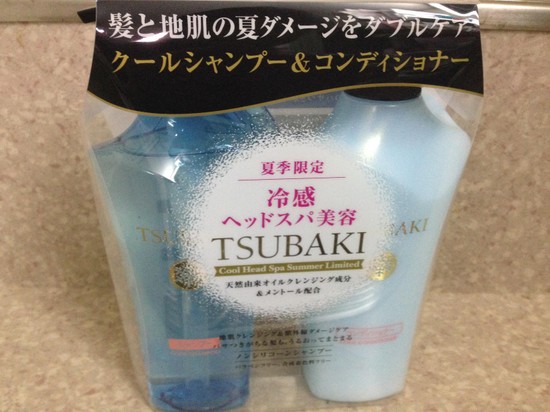 髪と地肌の夏ダメージをダブルケア
クールシャンプー&コンディショナー
夏季限定
冷感
ヘッドスパ美容
TSUBAKI
Cool Head Spa Summer Limited
天然由来オイルクレンジング成分
&メントール配合
ノンシリコーンシャンプー